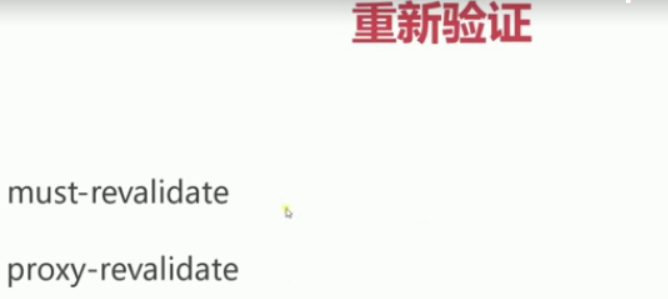 重新验证
must-revalidate
proxy-revalidate